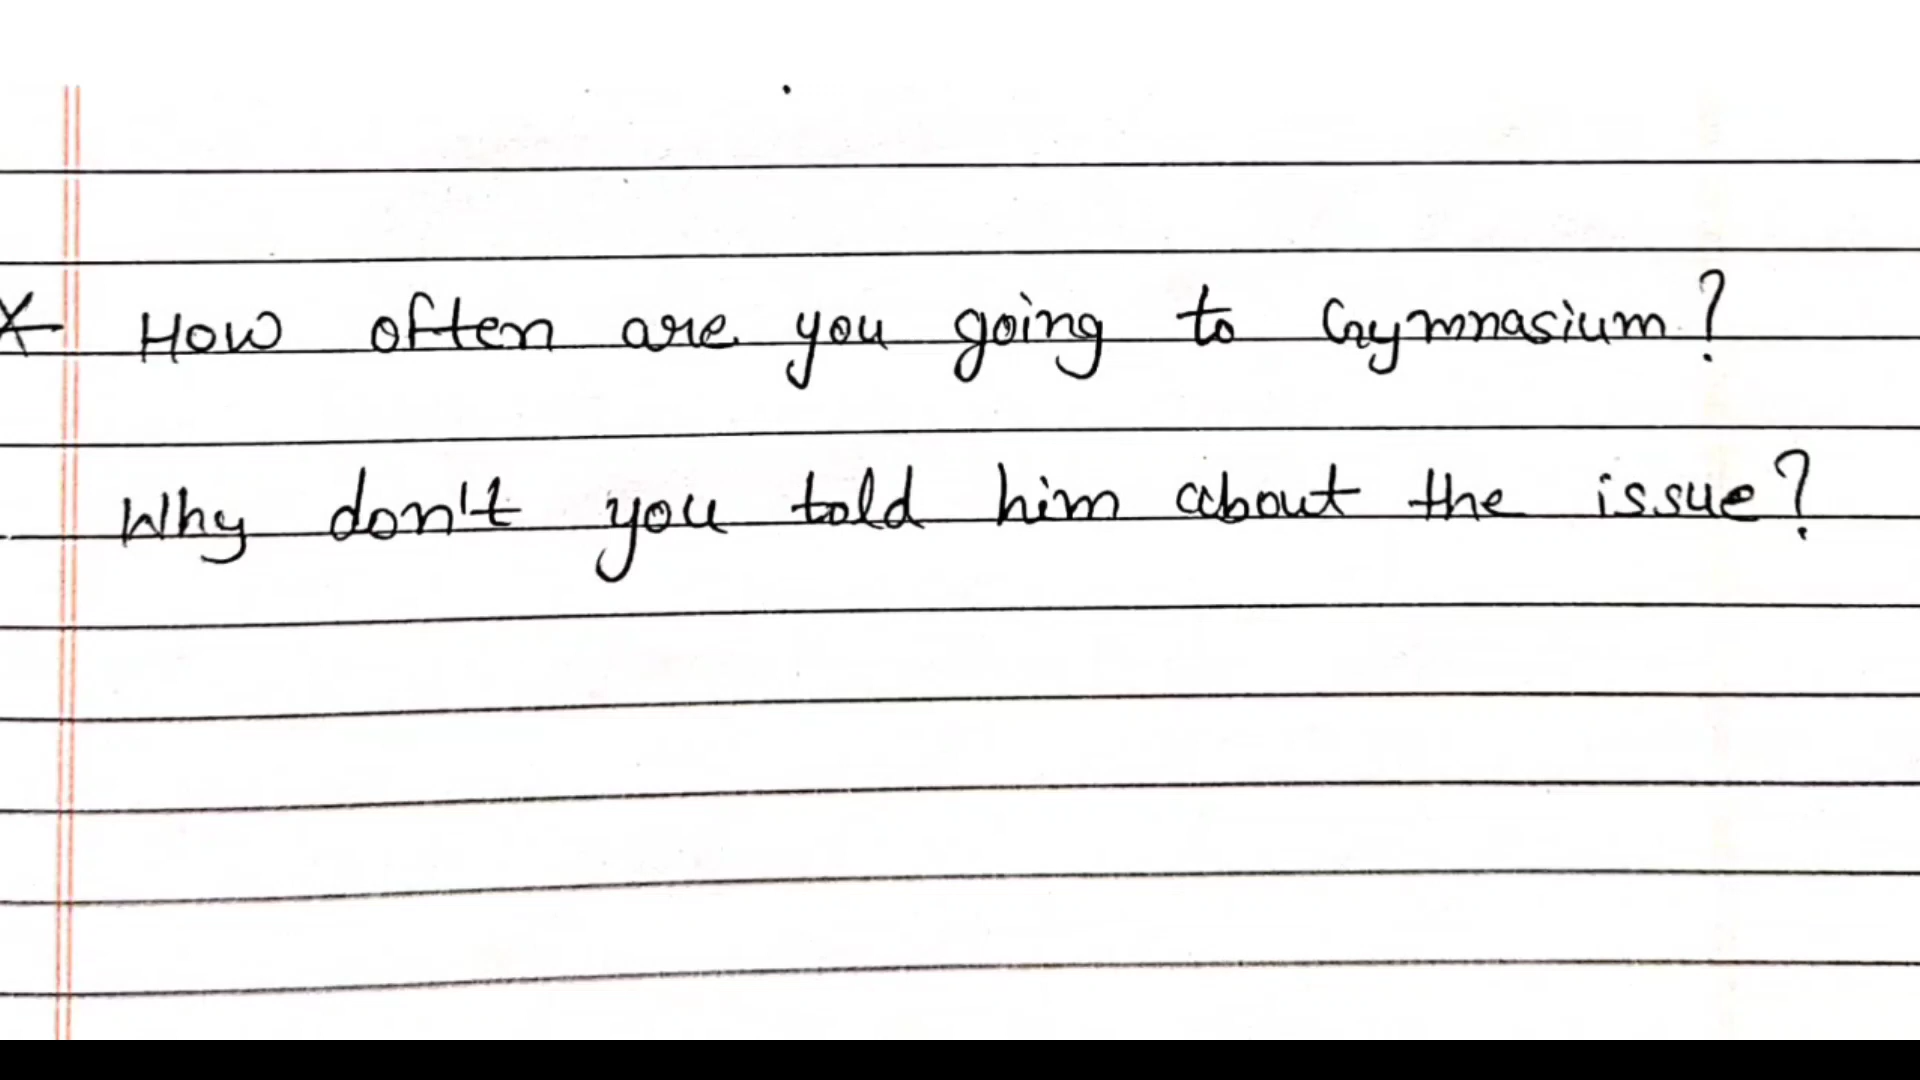 How often are you going to Gymnasium?
Why don't you told him about the issue?